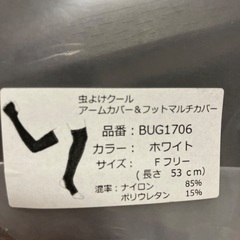 虫よけクール
アームカバー&フットマルチカバー
品番：BUG1706
カラー： ホワイト
サイズ： Fフリー
(長さ 53cm)
混率：ナイロン 85%
ポリウレタン 15%